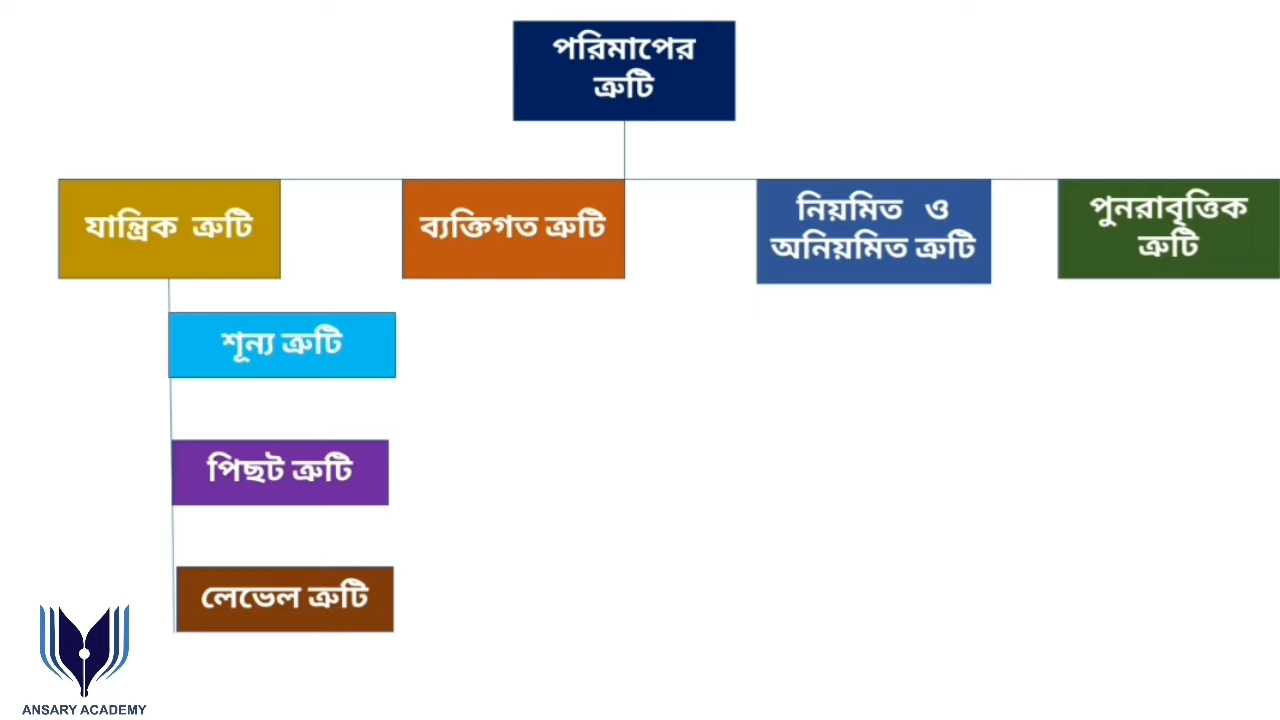 পরিমাপের
ত্রুটি
যান্ত্রিক ত্রুটি
ব্যক্তিগত ত্রুটি
নিয়মিত ও
অনিয়মিত ত্রুটি
পুনরাবৃত্তিক
ত্রুটি
শূন্য ত্রুটি
পিছট ত্রুটি
লেভেল ত্রুটি
ANSARY ACADEMY